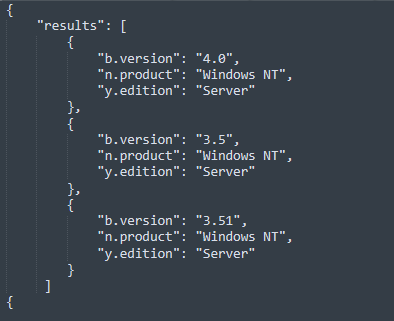 {
"results": [
{
"b.version": "4.0",
"n.product": "Windows NT",
"y.edition": "Server"
},
{
"b.version": "3.5",
"n.product": "Windows NT",
"y.edition": "Server"
},
{
"b.version": "3.51",
"n.product": "Windows NT",
"y.edition": "Server"
}
]
{